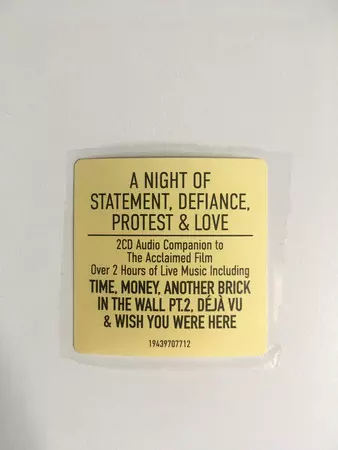 A NIGHT OF
STATEMENT, DEFIANCE,
PROTEST & LOVE
2CD Audio Companion to
The Acclaimed Film
Over 2 Hours of Live Music Including
TIME, MONEY, ANOTHER BRICK
IN THE WALL PT.2, DÉJÀ VU
& WISH YOU WERE HERE
19439707712